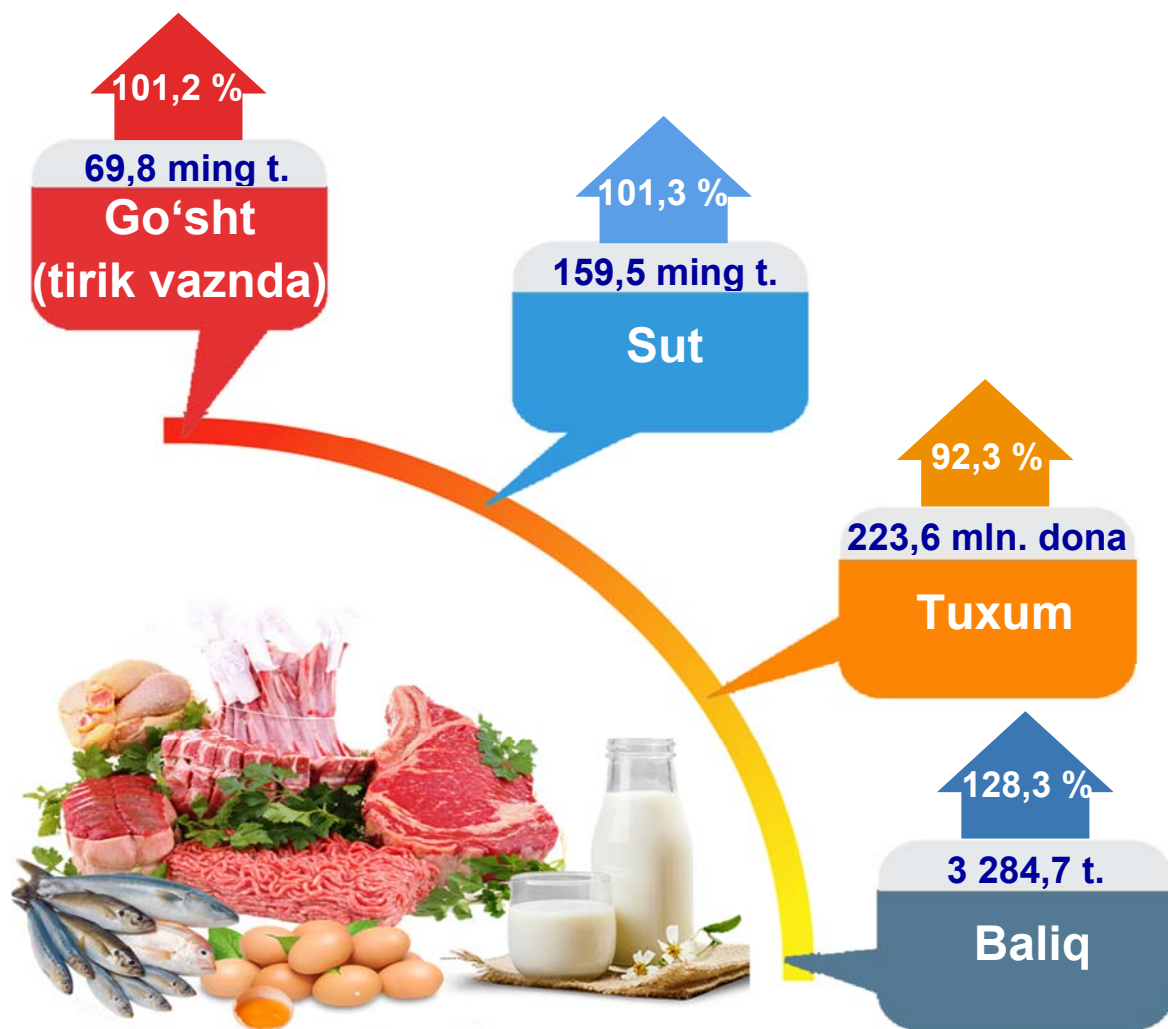 101,2 %
69,8 ming t.
Go‘sht
(tirik vaznda)
101,3 %
159,5 ming t.
Sut
92,3 %
223,6 mln. dona
Tuxum
128,3 %
3 284,7 t.
Baliq